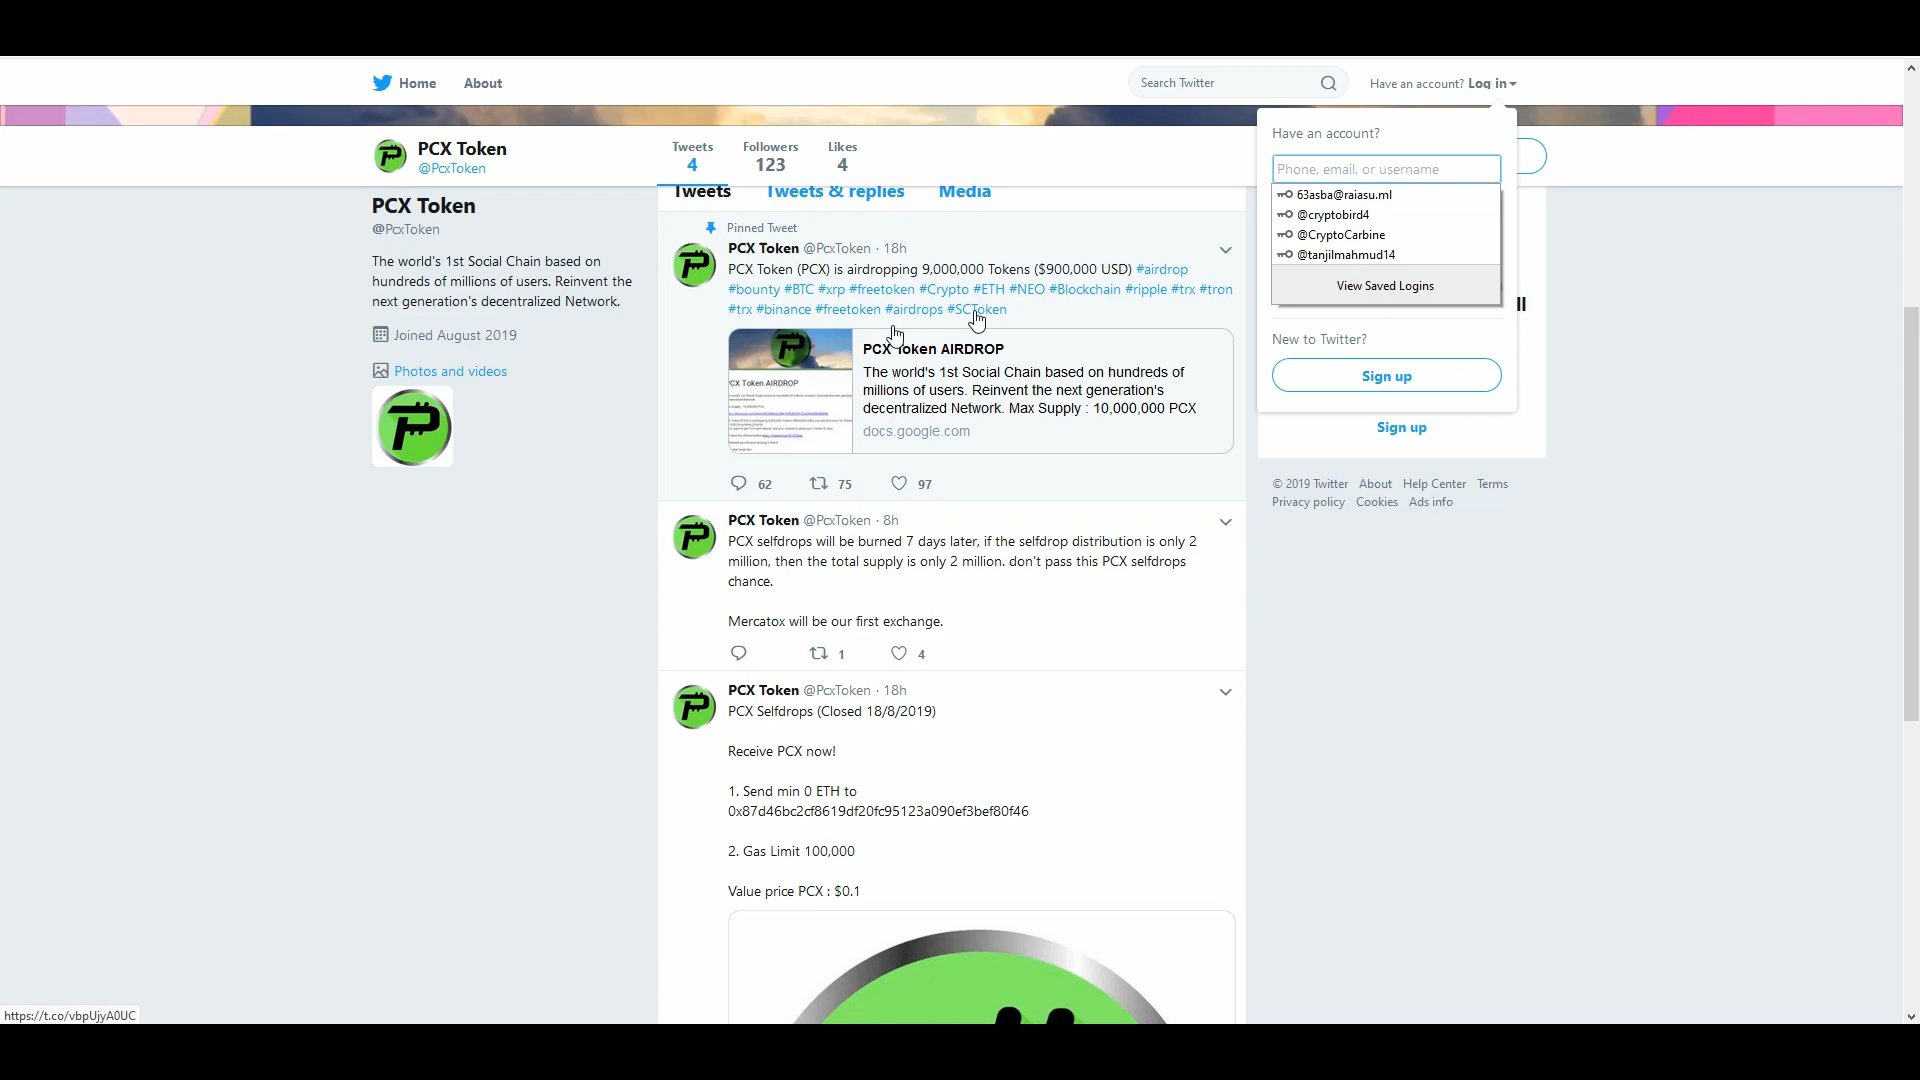 Home
About
Search Twitter
Have an account? Log in
PCX Token
@PcxToken
Tweets
4
Followers
123
Likes
4
Have an account?
Phone, email, or username
63asba@raiasu.ml
@cryptobird4
@CryptoCarbine
@tanjilmahmud14
View Saved Logins
New to Twitter?
Sign up
Sign up
© 2019 Twitter About Help Center Terms
Privacy policy Cookies Ads info
PCX Token
@PcxToken
The world's 1st Social Chain based on
hundreds of millions of users. Reinvent the
next generation's decentralized Network.
Joined August 2019
Photos and videos
Tweets
Tweets & replies
Media
Pinned Tweet
PCX Token @PcxToken · 18h
PCX Token (PCX) is airdropping 9,000,000 Tokens ($900,000 USD) #airdrop
#bounty #BTC #xrp #freetoken #Crypto #ETH #NEO #Blockchain #ripple #trx #tron
#trx #binance #freetoken #airdrops #SCToken
PCX Token AIRDROP
PCX Token AIRDROP
The world's 1st Social Chain based on hundreds of
millions of users. Reinvent the next generation's
decentralized Network. Max Supply : 10,000,000 PCX
docs.google.com
62
75
97
PCX Token @PcxToken · 8h
PCX selfdrops will be burned 7 days later, if the selfdrop distribution is only 2
million, then the total supply is only 2 million. don't pass this PCX selfdrops
chance.
Mercatox will be our first exchange.
1
4
PCX Token @PcxToken · 18h
PCX Selfdrops (Closed 18/8/2019)
Receive PCX now!
1. Send min 0 ETH to
0x87d46bc2cf8619df20fc95123a090ef3bef80f46
2. Gas Limit 100,000
Value price PCX : $0.1
https://t.co/vbpUjyA0UC